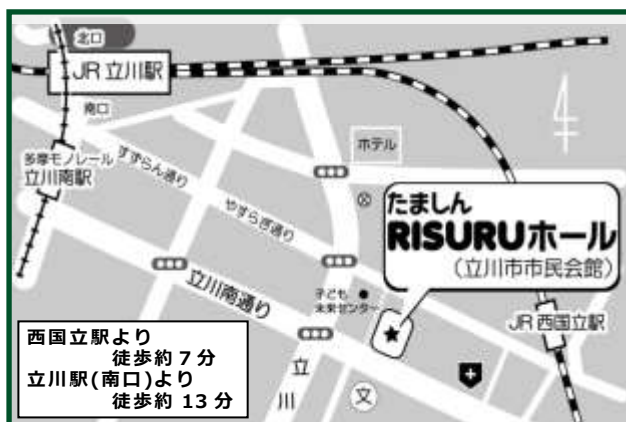 北口
JR 立川駅
南口
多摩モノレール
立川南駅
すずらん通り
やすらぎ通り
ホテル
たましん
RISURUホール
(立川市市民会館)
立川南通り
子ども
未来センター
JR 西国立駅
立
川
文
西国立駅より
徒歩約7分
立川駅(南口)より
徒歩約 13 分